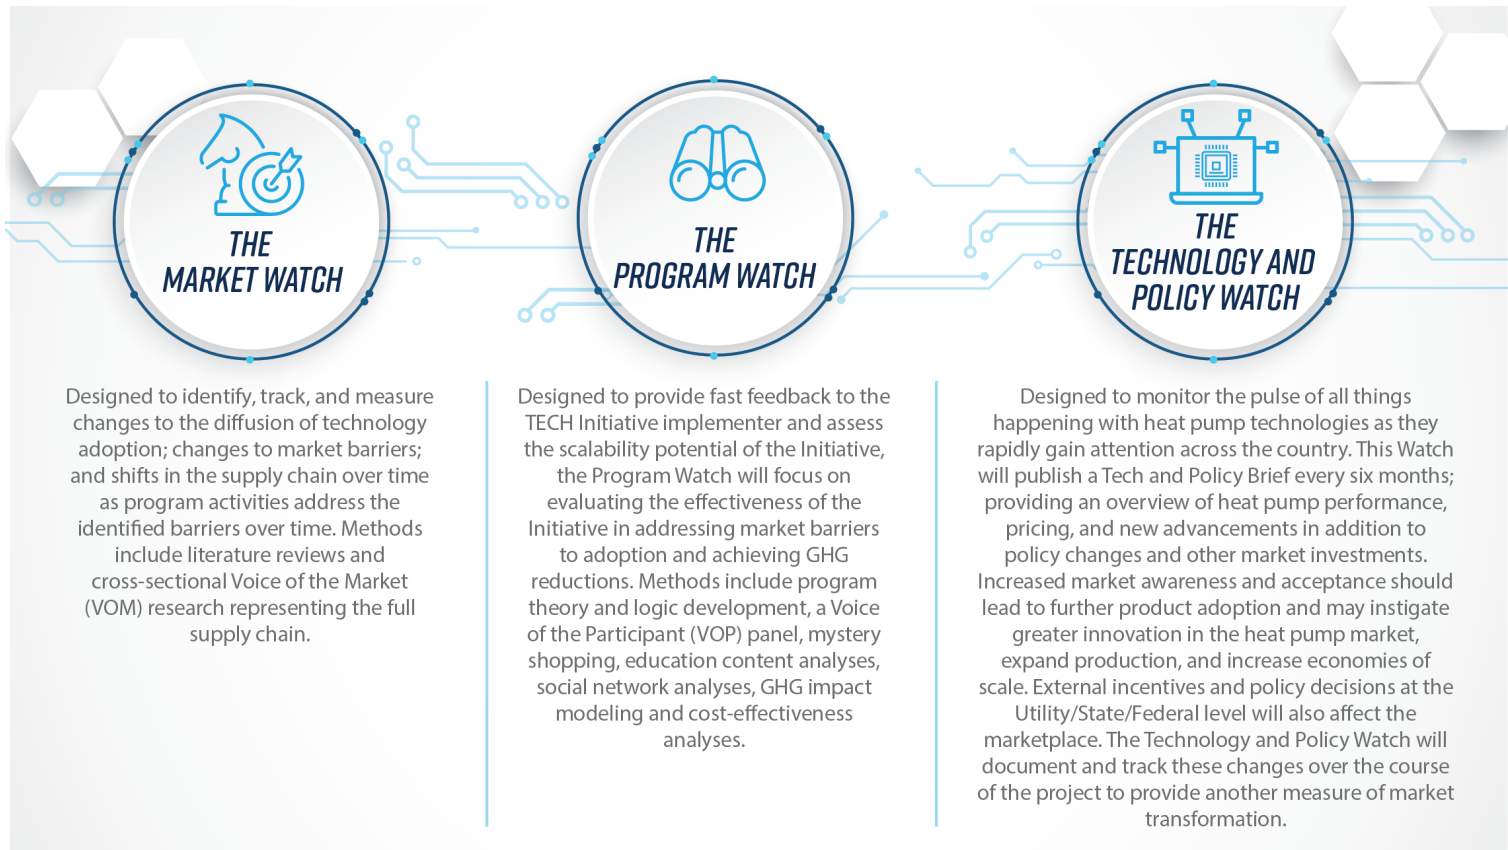 THE
MARKET WATCH
Designed to identify, track, and measure
changes to the diffusion of technology
adoption; changes to market barriers;
and shifts in the supply chain over time
as program activities address the
identified barriers over time. Methods
include literature reviews and
cross-sectional Voice of the Market
(VOM) research representing the full
supply chain.
THE
PROGRAM WATCH
Designed to provide fast feedback to the
TECH Initiative implementer and assess
the scalability potential of the Initiative,
the Program Watch will focus on
evaluating the effectiveness of the
Initiative in addressing market barriers
to adoption and achieving GHG
reductions. Methods include program
theory and logic development, a Voice
of the Participant (VOP) panel, mystery
shopping, education content analyses,
social network analyses, GHG impact
modeling and cost-effectiveness
analyses.
THE
TECHNOLOGY AND
POLICY WATCH
Designed to monitor the pulse of all things
happening with heat pump technologies as they
rapidly gain attention across the country. This Watch
will publish a Tech and Policy Brief every six months;
providing an overview of heat pump performance,
pricing, and new advancements in addition to
policy changes and other market investments.
Increased market awareness and acceptance should
lead to further product adoption and may instigate
greater innovation in the heat pump market,
expand production, and increase economies of
scale. External incentives and policy decisions at the
Utility/State/Federal level will also affect the
marketplace. The Technology and Policy Watch will
document and track these changes over the course
of the project to provide another measure of market
transformation.